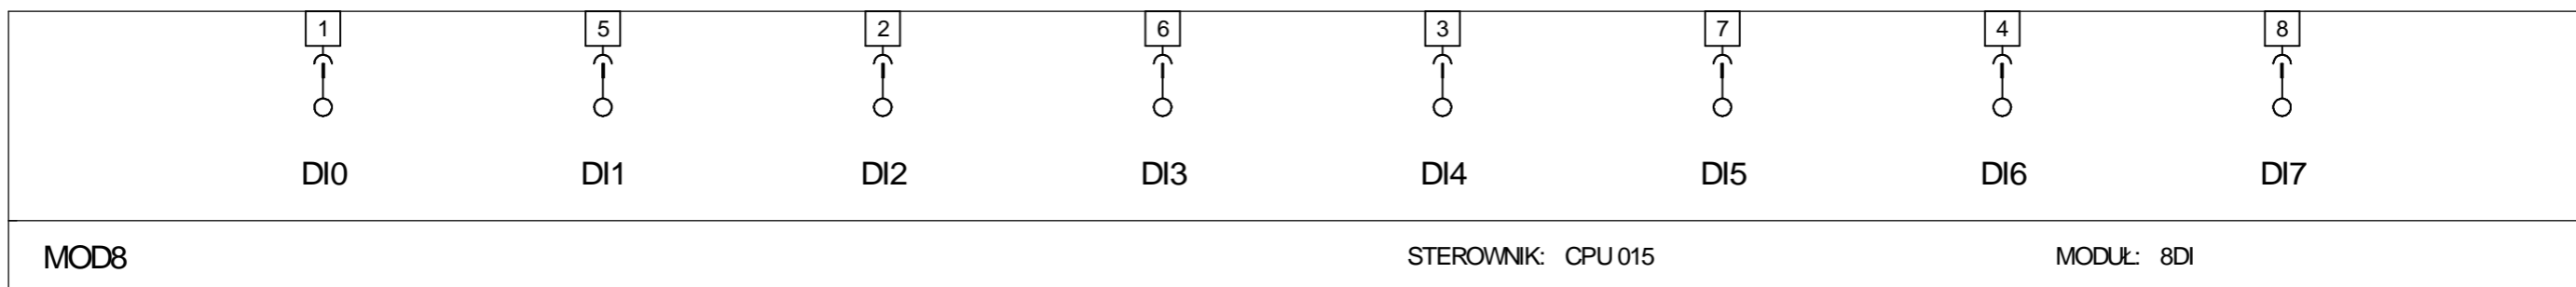 1 5 2 6 3 7 4 8
DI0 DI1 DI2 DI3 DI4 DI5 DI6 DI7
MOD8 STEROWNIK: CPU 015 MODUŁ: 8DI